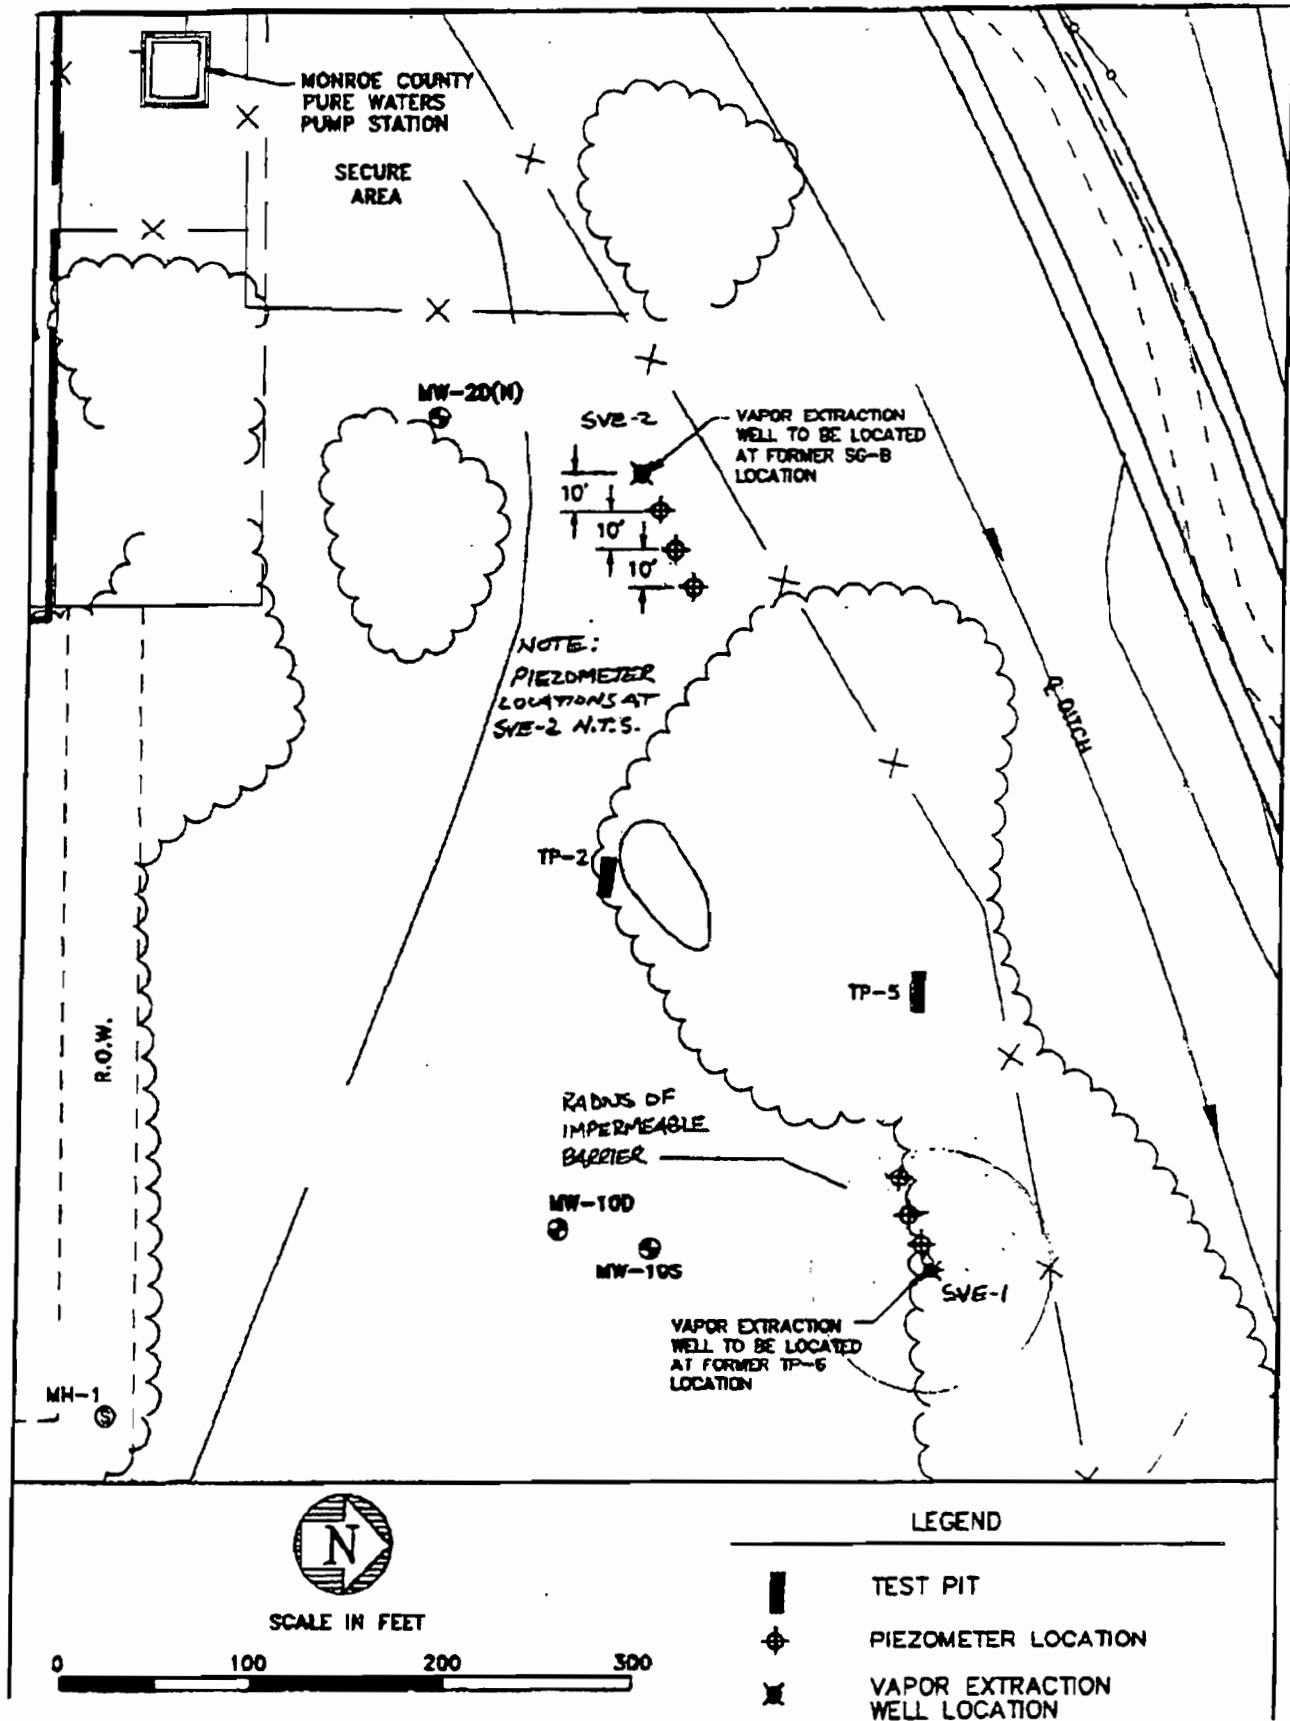 MONROE COUNTY
PURE WATERS
PUMP STATION
SECURE
AREA
MW-2D(N)
SVE-2
VAPOR EXTRACTION
WELL TO BE LOCATED
AT FORMER SG-B
LOCATION
10'
10'
10'
NOTE:
PIEZOMETER
LOCATIONS AT
SVE-2 N.T.S.
℄ DITCH
TP-2
TP-5
R.O.W.
RADIUS OF
IMPERMEABLE
BARRIER
MW-10D
MW-10S
SVE-1
VAPOR EXTRACTION
WELL TO BE LOCATED
AT FORMER TP-6
LOCATION
MH-1
S
N
SCALE IN FEET
0 100 200 300
LEGEND
TEST PIT
PIEZOMETER LOCATION
VAPOR EXTRACTION
WELL LOCATION